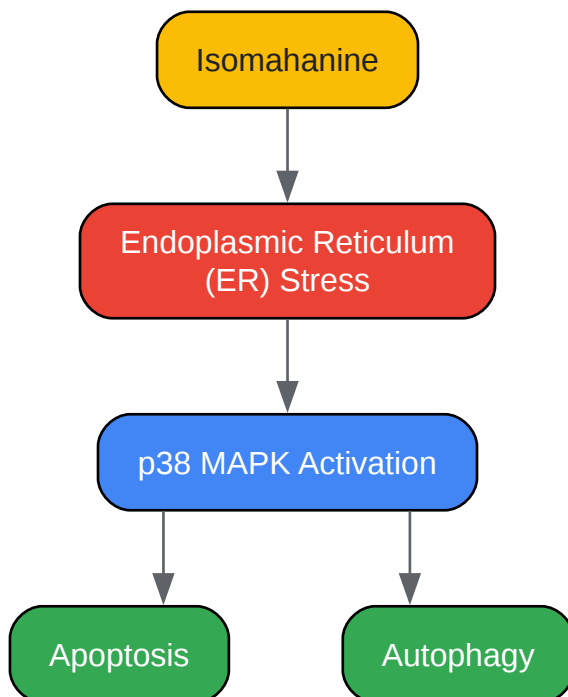 Isomahanine
Endoplasmic Reticulum
(ER) Stress
p38 MAPK Activation
Apoptosis
Autophagy